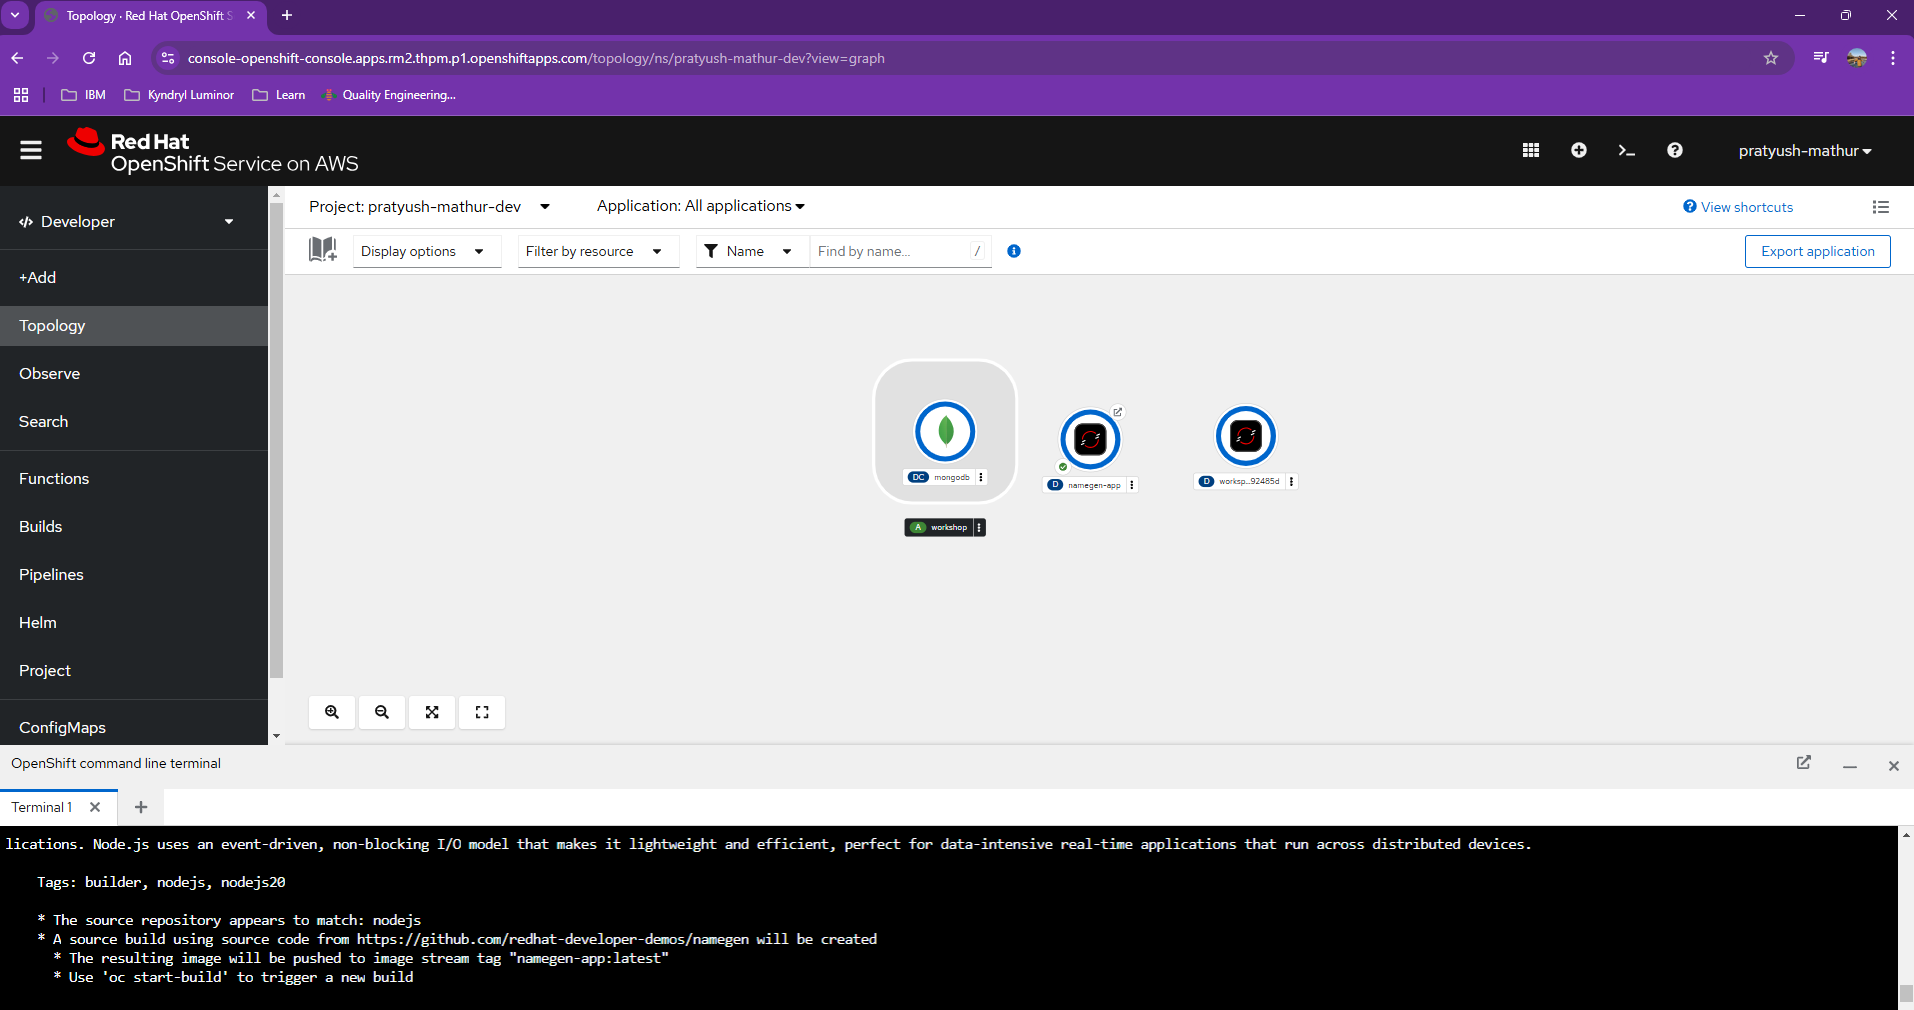 Topology · Red Hat OpenShift S
console-openshift-console.apps.rm2.thpm.p1.openshiftapps.com/topology/ns/pratyush-mathur-dev?view=graph
IBM
Kyndryl Luminor
Learn
Quality Engineering...
Red Hat
OpenShift Service on AWS
pratyush-mathur
Developer
+Add
Topology
Observe
Search
Functions
Builds
Pipelines
Helm
Project
ConfigMaps
Project: pratyush-mathur-dev
Application: All applications
View shortcuts
Display options
Filter by resource
Name
Find by name...
/
Export application
DC mongodb
D namegen-app
D worksp...92485d
A workshop
OpenShift command line terminal
Terminal 1
lications. Node.js uses an event-driven, non-blocking I/O model that makes it lightweight and efficient, perfect for data-intensive real-time applications that run across distributed devices.
Tags: builder, nodejs, nodejs20
* The source repository appears to match: nodejs
* A source build using source code from https://github.com/redhat-developer-demos/namegen will be created
* The resulting image will be pushed to image stream tag "namegen-app:latest"
* Use 'oc start-build' to trigger a new build